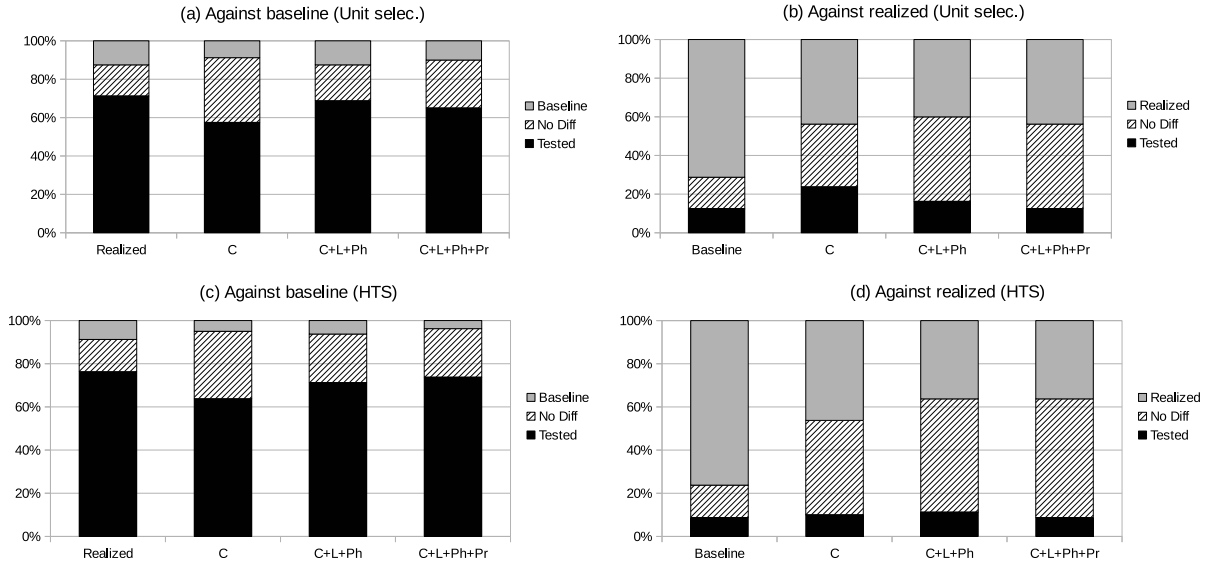 (a) Against baseline (Unit selec.)
100%
80%
60%
40%
20%
0%
Realized
C
C+L+Ph
C+L+Ph+Pr
Baseline
No Diff
Tested
(b) Against realized (Unit selec.)
100%
80%
60%
40%
20%
0%
Baseline
C
C+L+Ph
C+L+Ph+Pr
Realized
No Diff
Tested
(c) Against baseline (HTS)
100%
80%
60%
40%
20%
0%
Realized
C
C+L+Ph
C+L+Ph+Pr
Baseline
No Diff
Tested
(d) Against realized (HTS)
100%
80%
60%
40%
20%
0%
Baseline
C
C+L+Ph
C+L+Ph+Pr
Realized
No Diff
Tested